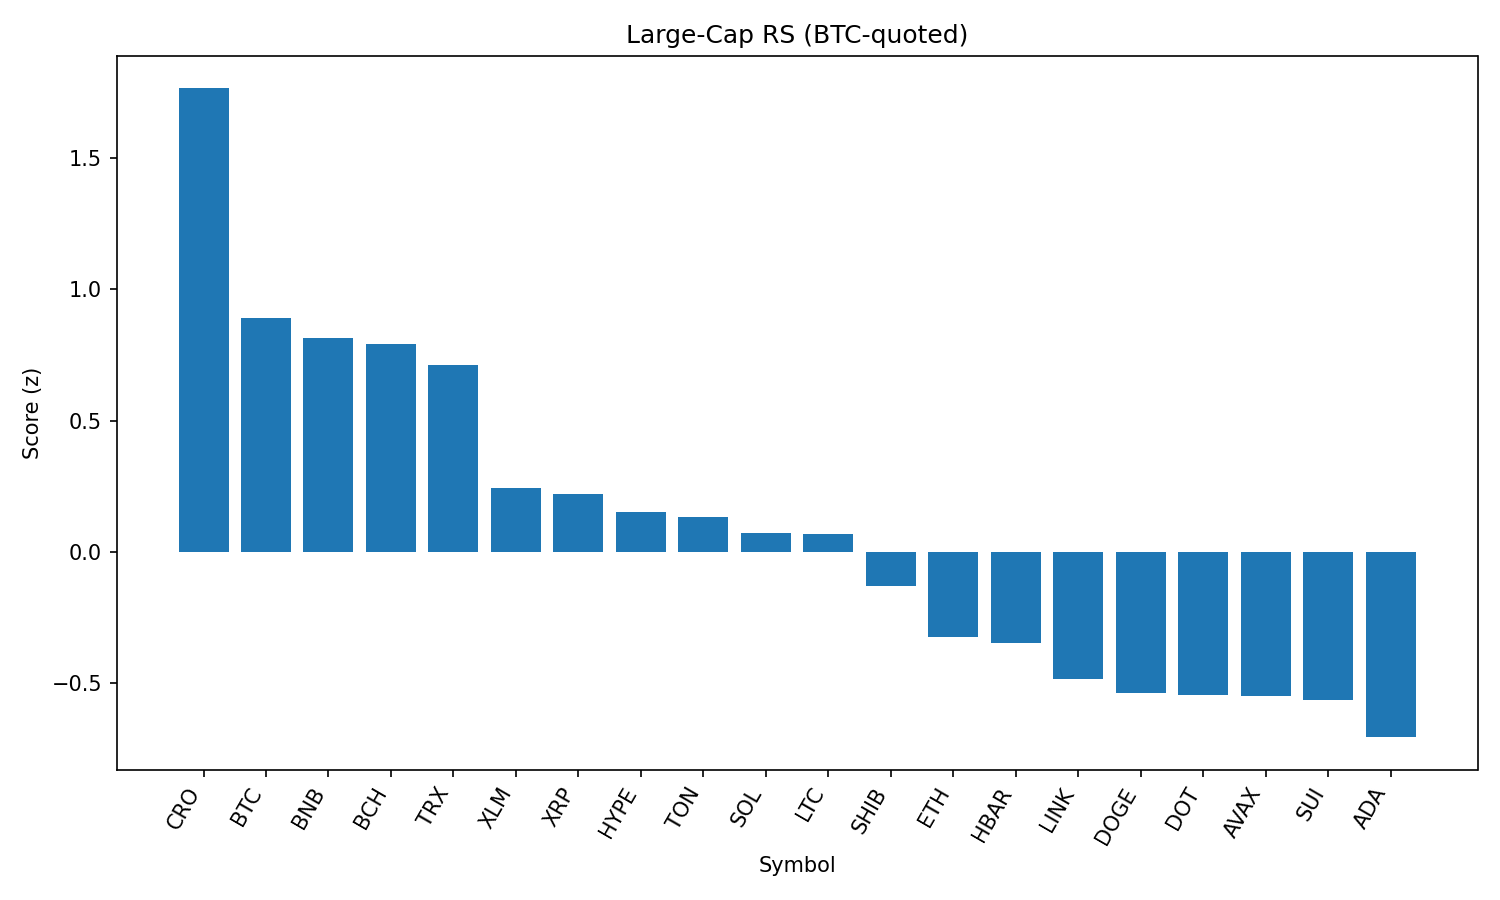 Large-Cap RS (BTC-quoted)
Score (z)
1.5
1.0
0.5
0.0
−0.5
CRO
BTC
BNB
BCH
TRX
XLM
XRP
HYPE
TON
SOL
LTC
SHIB
ETH
HBAR
LINK
DOGE
DOT
AVAX
SUI
ADA
Symbol